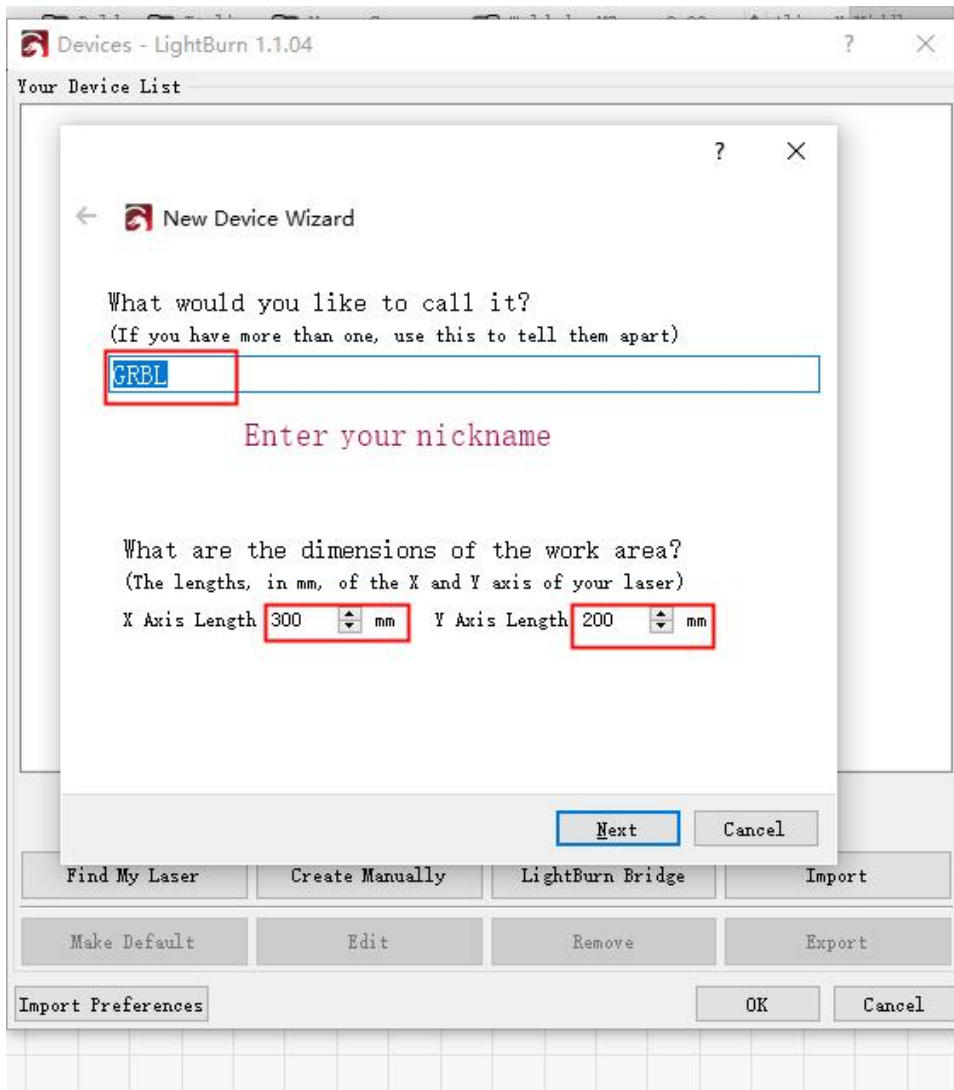 Devices - LightBurn 1.1.04
Your Device List
New Device Wizard
What would you like to call it?
(If you have more than one, use this to tell them apart)
GRBL
Enter your nickname
What are the dimensions of the work area?
(The lengths, in mm, of the X and Y axis of your laser)
X Axis Length 300 mm Y Axis Length 200 mm
Next Cancel
Find My Laser Create Manually LightBurn Bridge Import
Make Default Edit Remove Export
Import Preferences OK Cancel